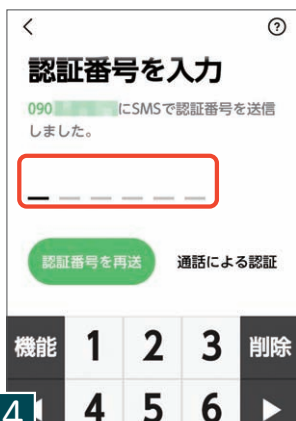 ?
認証番号を入力
090 にSMSで認証番号を送信
しました。
認証番号を再送 通話による認証
機能 1 2 3 削除
4 4 5 6